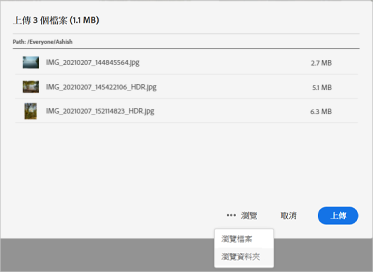 上傳 3 個檔案 (1.1 MB)
Path: /Everyone/Ashish
IMG_20210207_144845564.jpg 2.7 MB
IMG_20210207_145422106_HDR.jpg 5.1 MB
IMG_20210207_152114823_HDR.jpg 6.3 MB
••• 瀏覽 取消 上傳
瀏覽檔案
瀏覽資料夾